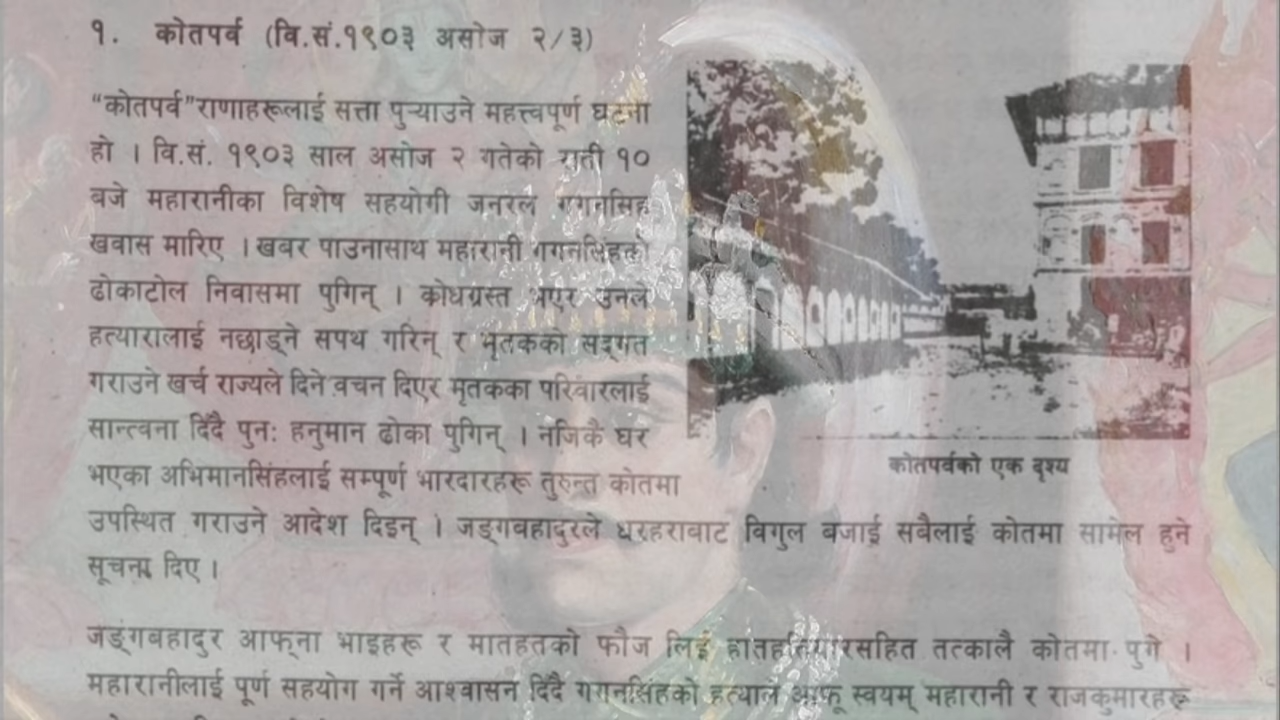 १. कोतपर्व (वि.सं.१९०३ असोज २/३)
“कोतपर्व”राणाहरूलाई सत्ता पुर्‍याउने महत्त्वपूर्ण घटना
हो । वि.सं. १९०३ साल असोज २ गतेको राती १०
बजे महारानीका विशेष सहयोगी जनरल गगनसिंह
खवास मारिए । खबर पाउनासाथ महारानी गगनसिंहको
ढोकाटोल निवासमा पुगिन् । क्रोधग्रस्त भएर उनले
हत्यारालाई नछाड्ने सपथ गरिन् र मृतकको सद्गत
गराउने खर्च राज्यले दिने वचन दिएर मृतकका परिवारलाई
सान्त्वना दिँदै पुन: हनुमान ढोका पुगिन् । नजिकै घर
भएका अभिमानसिंहलाई सम्पूर्ण भारदारहरू तुरुन्त कोतमा
उपस्थित गराउने आदेश दिइन् । जङ्गबहादुरले धरहराबाट विगुल बजाई सबैलाई कोतमा सामेल हुने
सूचना दिए ।
कोतपर्वको एक दृश्य
जङ्गबहादुर आफ्ना भाइहरू र मातहतको फौज लिई हातहतियारसहित तत्कालै कोतमा पुगे ।
महारानीलाई पूर्ण सहयोग गर्ने आश्वासन दिँदै गगनसिंहको हत्याले आफू स्वयम् महारानी र राजकुमारहरू